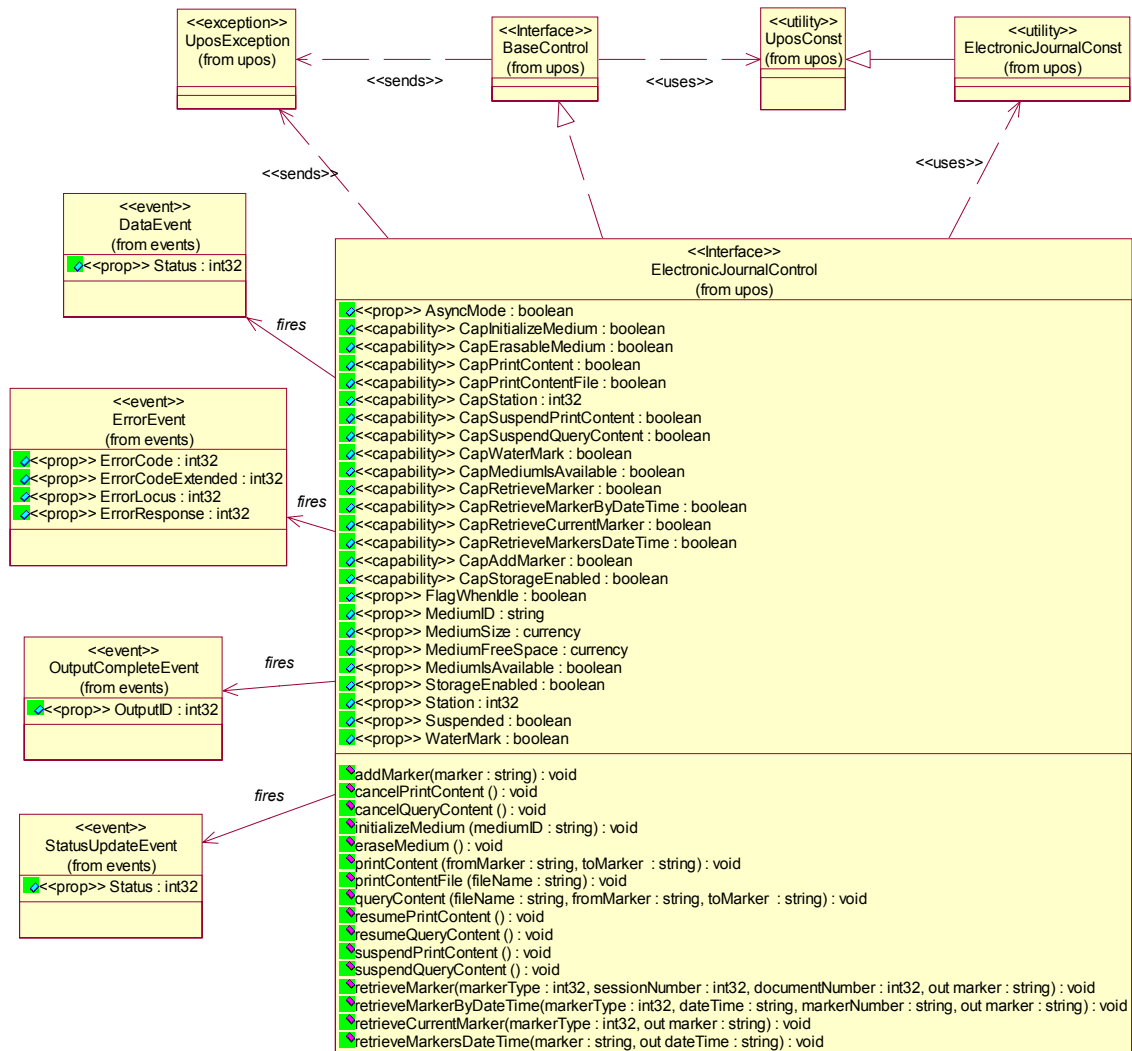 <<exception>>
UposException
(from upos)
<<Interface>>
BaseControl
(from upos)
<<utility>>
UposConst
(from upos)
<<utility>>
ElectronicJournalConst
(from upos)
<<sends>>
<<uses>>
<<sends>>
<<uses>>
<<event>>
DataEvent
(from events)
<<prop>> Status : int32
fires
<<event>>
ErrorEvent
(from events)
<<prop>> ErrorCode : int32
<<prop>> ErrorCodeExtended : int32
<<prop>> ErrorLocus : int32
<<prop>> ErrorResponse : int32
fires
<<event>>
OutputCompleteEvent
(from events)
<<prop>> OutputID : int32
fires
<<event>>
StatusUpdateEvent
(from events)
<<prop>> Status : int32
fires
<<Interface>>
ElectronicJournalControl
(from upos)
<<prop>> AsyncMode : boolean
<<capability>> CapInitializeMedium : boolean
<<capability>> CapErasableMedium : boolean
<<capability>> CapPrintContent : boolean
<<capability>> CapPrintContentFile : boolean
<<capability>> CapStation : int32
<<capability>> CapSuspendPrintContent : boolean
<<capability>> CapSuspendQueryContent : boolean
<<capability>> CapWaterMark : boolean
<<capability>> CapMediumIsAvailable : boolean
<<capability>> CapRetrieveMarker : boolean
<<capability>> CapRetrieveMarkerByDateTime : boolean
<<capability>> CapRetrieveCurrentMarker : boolean
<<capability>> CapRetrieveMarkersDateTime : boolean
<<capability>> CapAddMarker : boolean
<<capability>> CapStorageEnabled : boolean
<<prop>> FlagWhenIdle : boolean
<<prop>> MediumID : string
<<prop>> MediumSize : currency
<<prop>> MediumFreeSpace : currency
<<prop>> MediumIsAvailable : boolean
<<prop>> StorageEnabled : boolean
<<prop>> Station : int32
<<prop>> Suspended : boolean
<<prop>> WaterMark : boolean
addMarker(marker : string) : void
cancelPrintContent () : void
cancelQueryContent () : void
initializeMedium (mediumID : string) : void
eraseMedium () : void
printContent (fromMarker : string, toMarker : string) : void
printContentFile (fileName : string) : void
queryContent (fileName : string, fromMarker : string, toMarker : string) : void
resumePrintContent () : void
resumeQueryContent () : void
suspendPrintContent () : void
suspendQueryContent () : void
retrieveMarker(markerType : int32, sessionNumber : int32, documentNumber : int32, out marker : string) : void
retrieveMarkerByDateTime(markerType : int32, dateTime : string, markerNumber : string, out marker : string) : void
retrieveCurrentMarker(markerType : int32, out marker : string) : void
retrieveMarkersDateTime(marker : string, out dateTime : string) : void